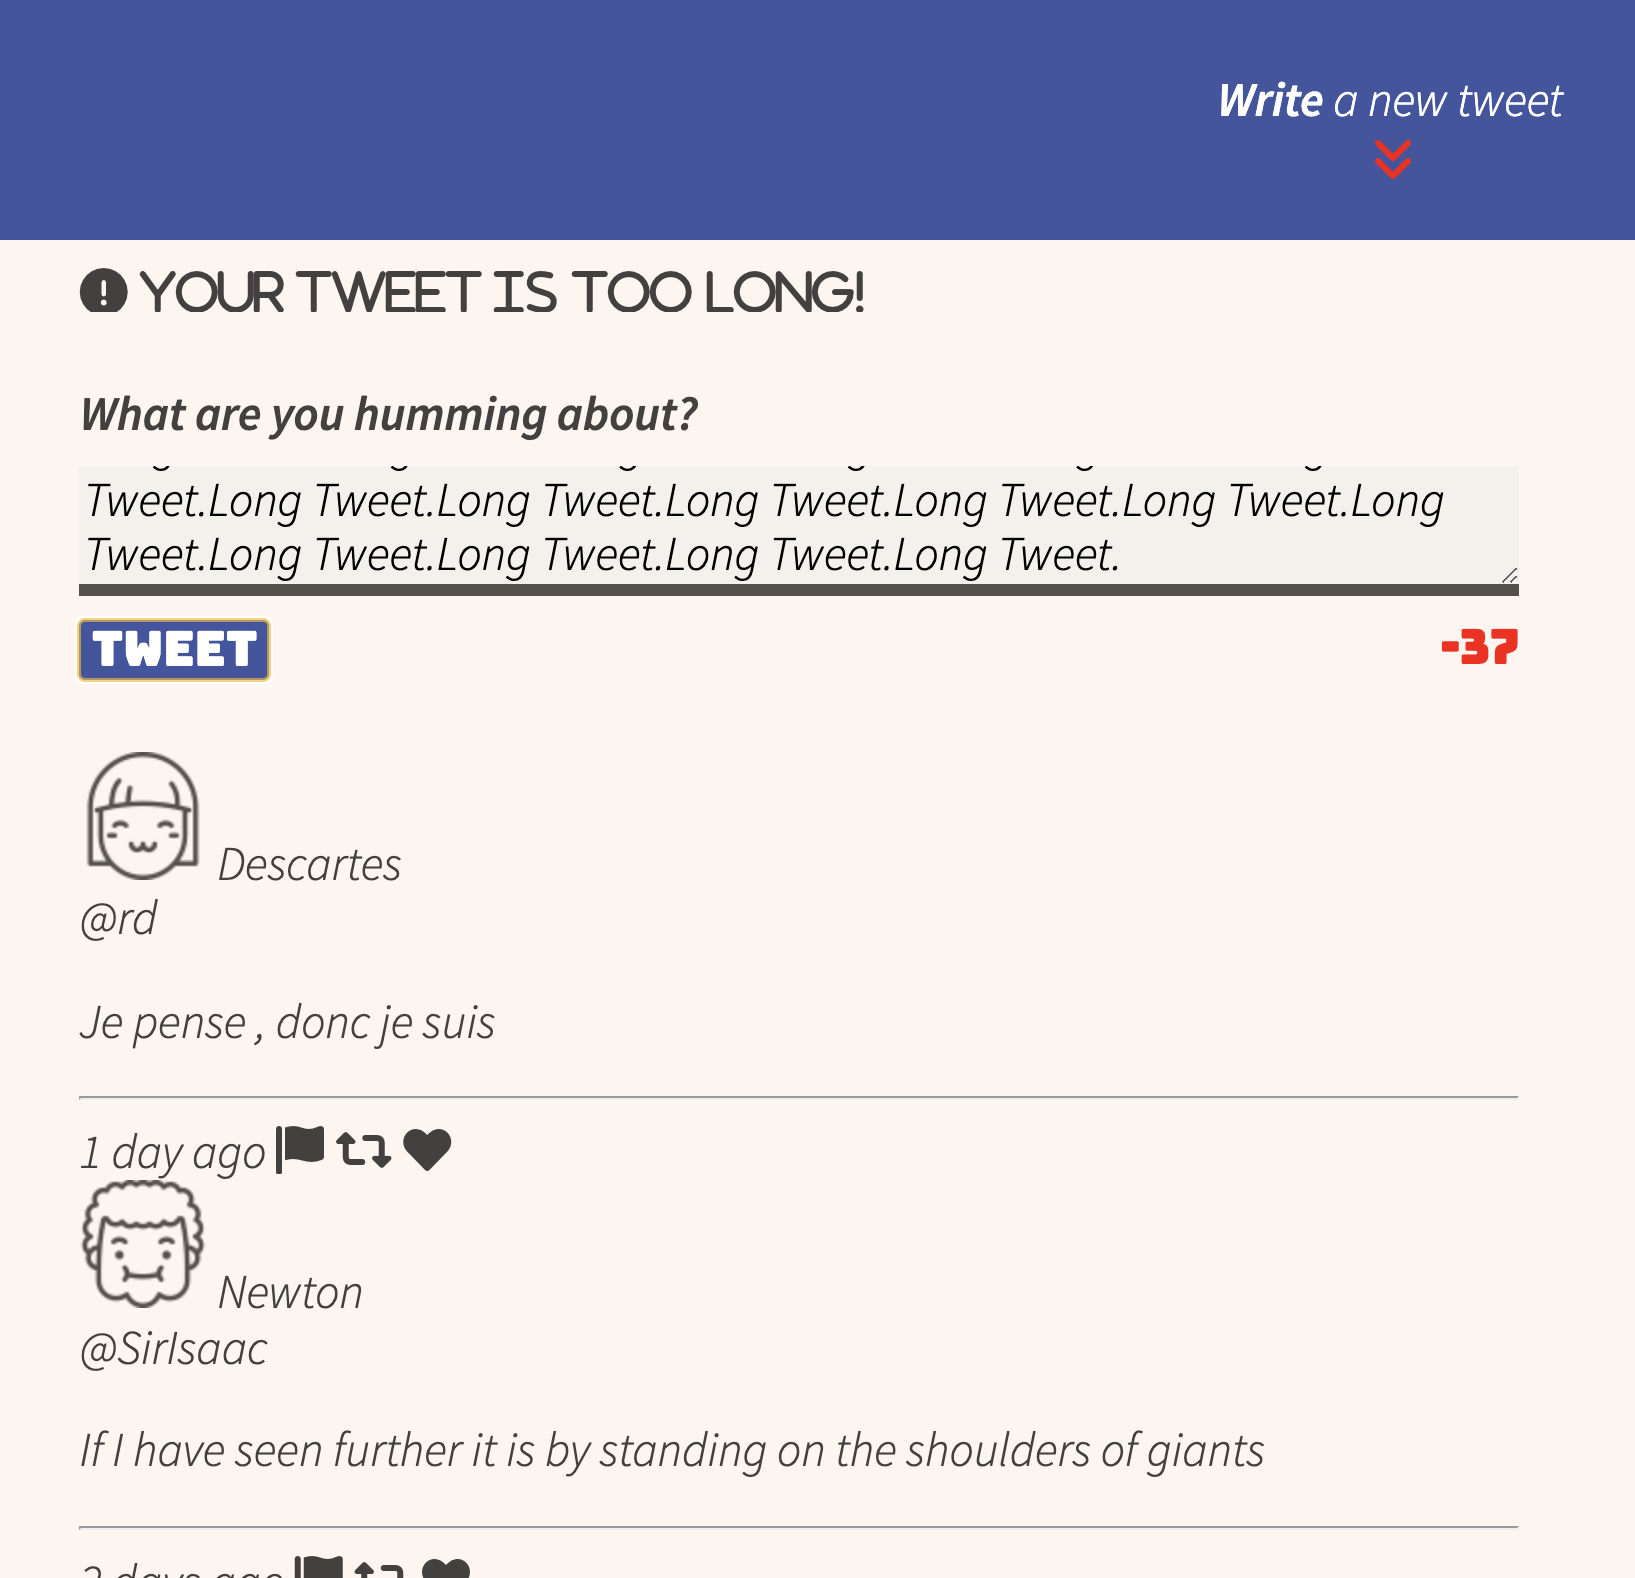 Write a new tweet
YOUR TWEET IS TOO LONG!
What are you humming about?
Tweet.Long Tweet.Long Tweet.Long Tweet.Long Tweet.Long Tweet.Long
Tweet.Long Tweet.Long Tweet.Long Tweet.Long Tweet.
TWEET
-37
Descartes
@rd
Je pense , donc je suis
1 day ago
Newton
@SirIsaac
If I have seen further it is by standing on the shoulders of giants
days ago